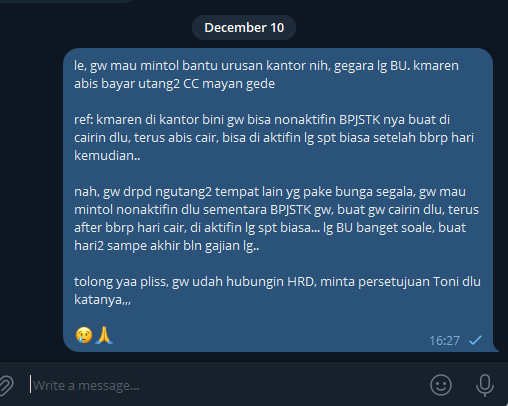 December 10
le, gw mau mintol bantu urusan kantor nih, gegara lg BU. kmaren
abis bayar utang2 CC mayan gede
ref: kmaren di kantor bini gw bisa nonaktifin BPJSTK nya buat di
cairin dlu, terus abis cair, bisa di aktifin lg spt biasa setelah bbrp hari
kemudian..
nah, gw drpd ngutang2 tempat lain yg pake bunga segala, gw mau
mintol nonaktifin dlu sementara BPJSTK gw, buat gw cairin dlu, terus
after bbrp hari cair, di aktifin lg spt biasa... lg BU banget soale, buat
hari2 sampe akhir bln gajian lg..
tolong yaa pliss, gw udah hubungin HRD, minta persetujuan Toni dlu
katanya,,,
😢🙏
16:27
Write a message...